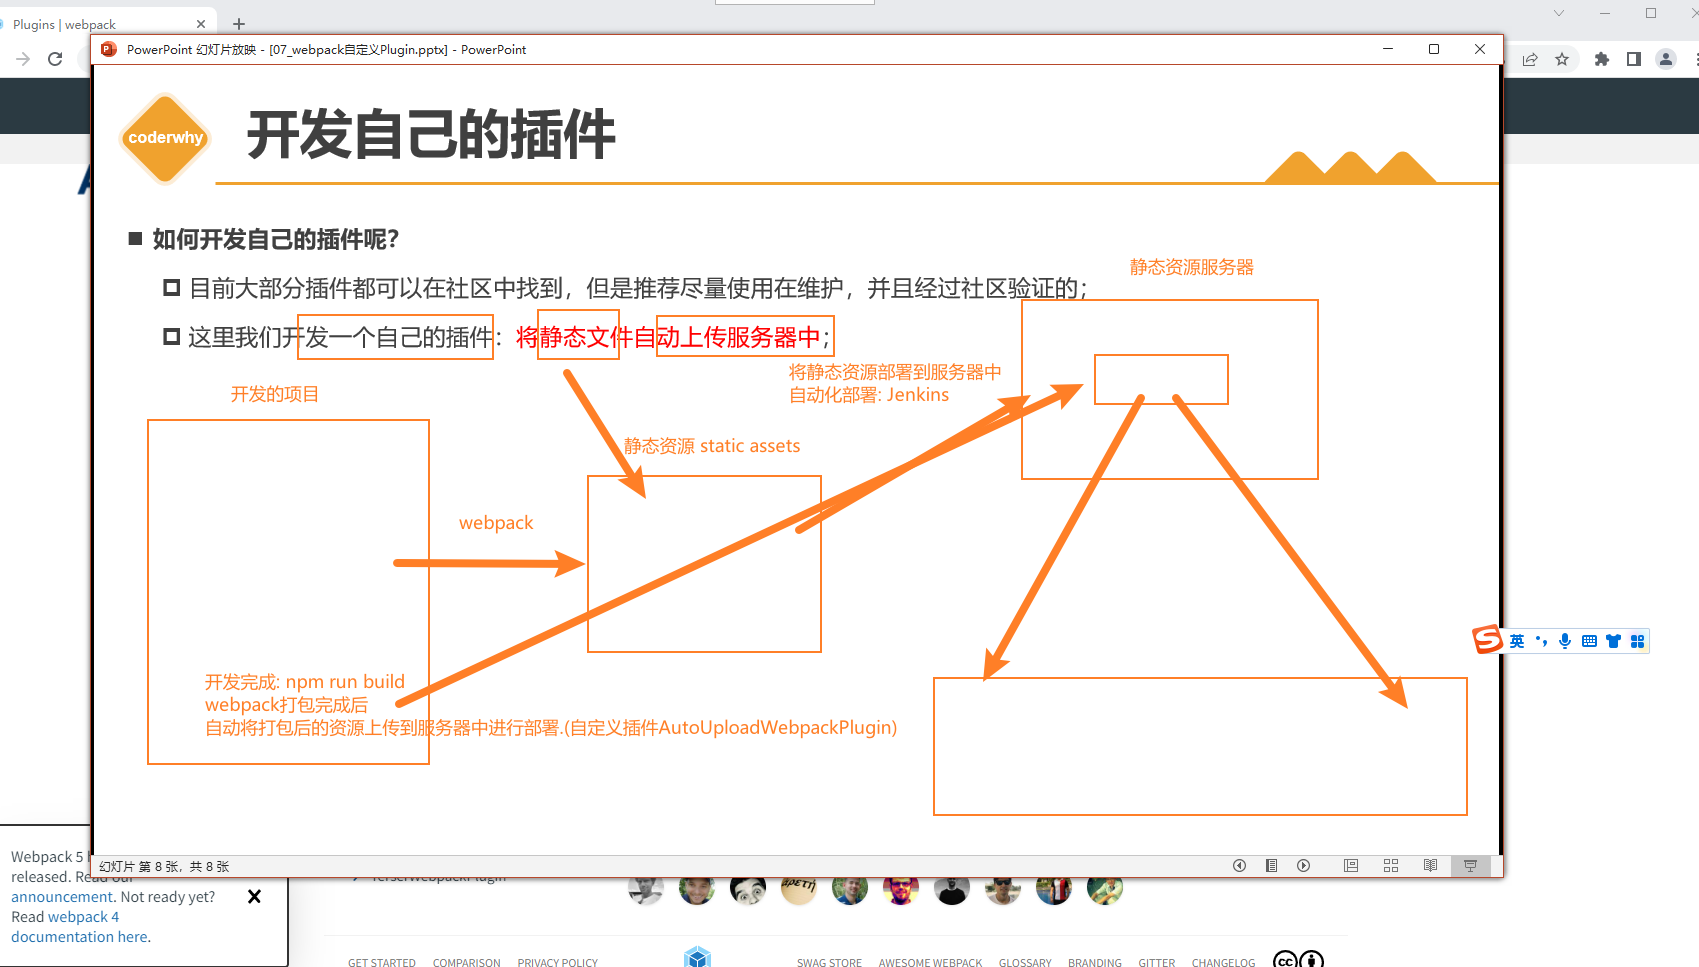 Plugins | webpack
PowerPoint 幻灯片放映 - [07_webpack自定义Plugin.pptx] - PowerPoint
coderwhy
开发自己的插件
如何开发自己的插件呢？
目前大部分插件都可以在社区中找到，但是推荐尽量使用在维护，并且经过社区验证的；
这里我们开发一个自己的插件：将静态文件自动上传服务器中；
静态资源服务器
将静态资源部署到服务器中
自动化部署: Jenkins
开发的项目
静态资源 static assets
webpack
开发完成: npm run build
webpack打包完成后
自动将打包后的资源上传到服务器中进行部署.(自定义插件AutoUploadWebpackPlugin)
英
幻灯片 第 8 张，共 8 张
Webpack 5
released. Read our
announcement. Not ready yet?
Read webpack 4
documentation here.
TerserWebpackPlugin
GET STARTED COMPARISON PRIVACY POLICY SWAG STORE AWESOME WEBPACK GLOSSARY BRANDING GITTER CHANGELOG